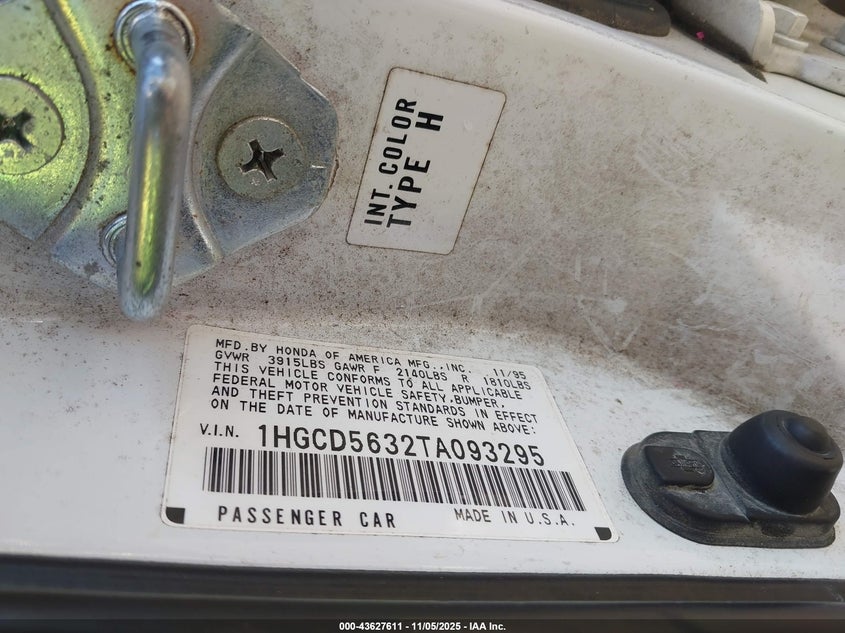 INT. COLOR
TYPE H
MFD. BY HONDA OF AMERICA MFG., INC. 11/95
GVWR 3915LBS GAWR F 2140LBS R 1810LBS
THIS VEHICLE CONFORMS TO ALL APPLICABLE
FEDERAL MOTOR VEHICLE SAFETY, BUMPER,
AND THEFT PREVENTION STANDARDS IN EFFECT
ON THE DATE OF MANUFACTURE SHOWN ABOVE:
V.I.N. 1HGCD5632TA093295
PASSENGER CAR MADE IN U.S.A.
000-43627611 - 11/05/2025 - IAA Inc.